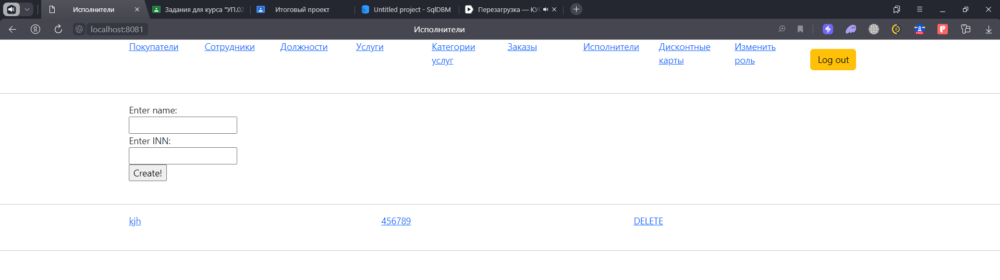 Исполнители
Задания для курса "УП.02
Итоговый проект
Untitled project - SqlDBM
Перезагрузка — КУ
localhost:8081
Исполнители
Покупатели
Сотрудники
Должности
Услуги
Категории услуг
Заказы
Исполнители
Дисконтные карты
Изменить роль
Log out
Enter name:
Enter INN:
Create!
kjh
456789
DELETE